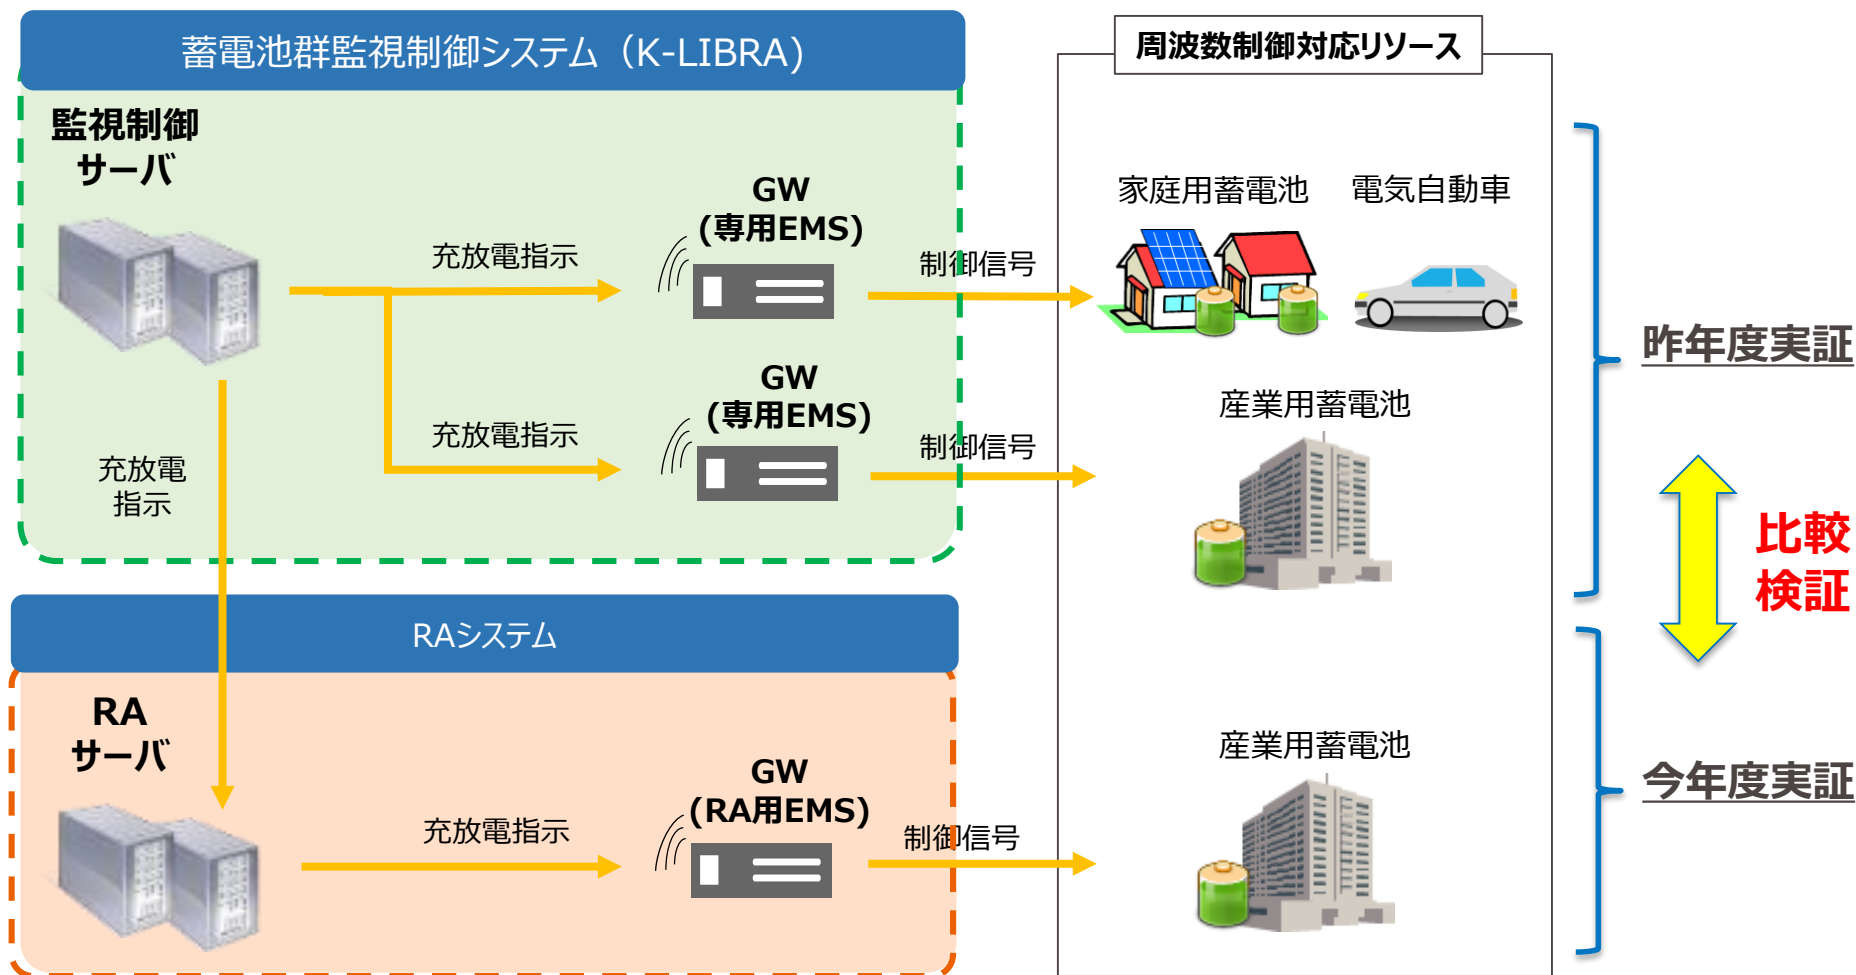 蓄電池群監視制御システム（K-LIBRA）
監視制御
サーバ
充放電指示
GW
(専用EMS)
制御信号
充放電指示
GW
(専用EMS)
制御信号
充放電
指示
RAシステム
RA
サーバ
充放電指示
GW
(RA用EMS)
制御信号
周波数制御対応リソース
家庭用蓄電池
電気自動車
産業用蓄電池
産業用蓄電池
昨年度実証
比較
検証
今年度実証